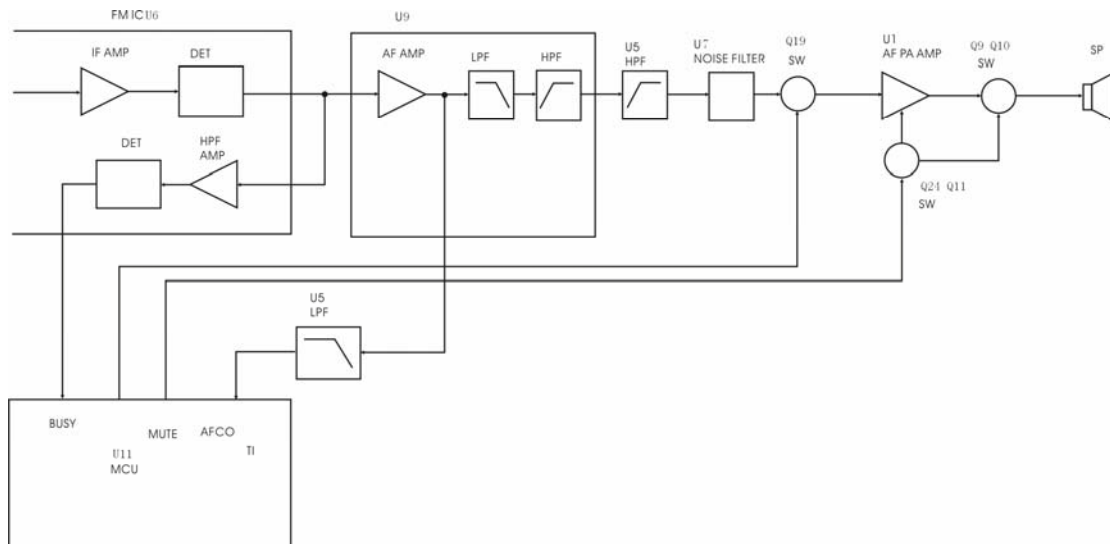 FM IC U6
U9
IF AMP
DET
AF AMP
LPF
HPF
U5
HPF
U7
NOISE FILTER
Q19
SW
U1
AF PA AMP
Q9 Q10
SW
SP
DET
HPF
AMP
Q24 Q11
SW
U5
LPF
BUSY
MUTE
AFCO
TI
U11
MCU